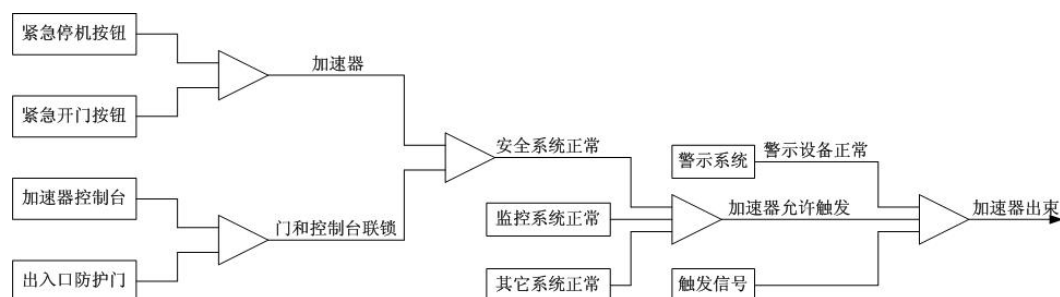 紧急停机按钮
加速器
紧急开门按钮
安全系统正常
警示系统
警示设备正常
加速器控制台
门和控制台联锁
监控系统正常
加速器允许触发
加速器出束
出入口防护门
其它系统正常
触发信号